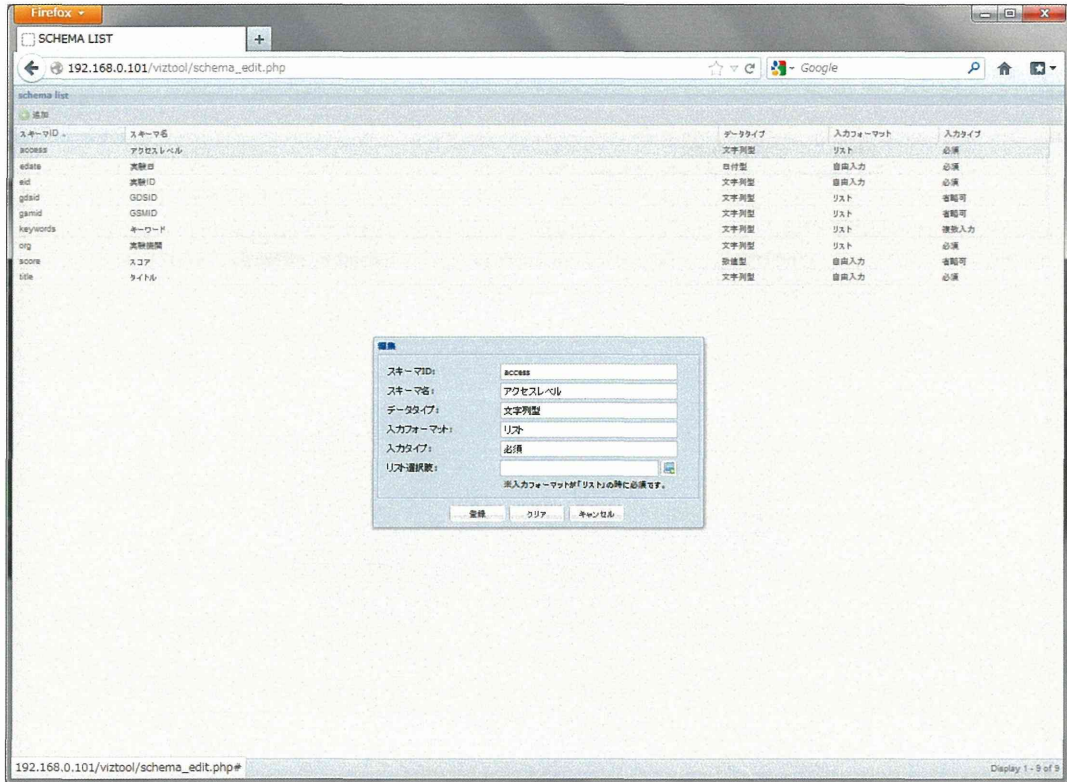 Firefox
SCHEMA LIST
192.168.0.101/viztool/schema_edit.php
Google
schema list
追加
スキーマID スキーマ名 データタイプ 入力フォーマット 入力タイプ
access アクセスレベル 文字列型 リスト 必須
edate 実験日 日付型 自由入力 必須
eid 実験ID 文字列型 自由入力 必須
gdsid GDSID 文字列型 リスト 省略可
gsmid GSMID 文字列型 リスト 省略可
keywords キーワード 文字列型 リスト 複数入力
org 実験機関 文字列型 リスト 必須
score スコア 数値型 自由入力 省略可
title タイトル 文字列型 自由入力 必須
編集
スキーマID: access
スキーマ名: アクセスレベル
データタイプ: 文字列型
入力フォーマット: リスト
入力タイプ: 必須
リスト選択肢:
※入力フォーマットが「リスト」の時に必須です。
登録 クリア キャンセル
192.168.0.101/viztool/schema_edit.php#
Display 1 - 9 of 9